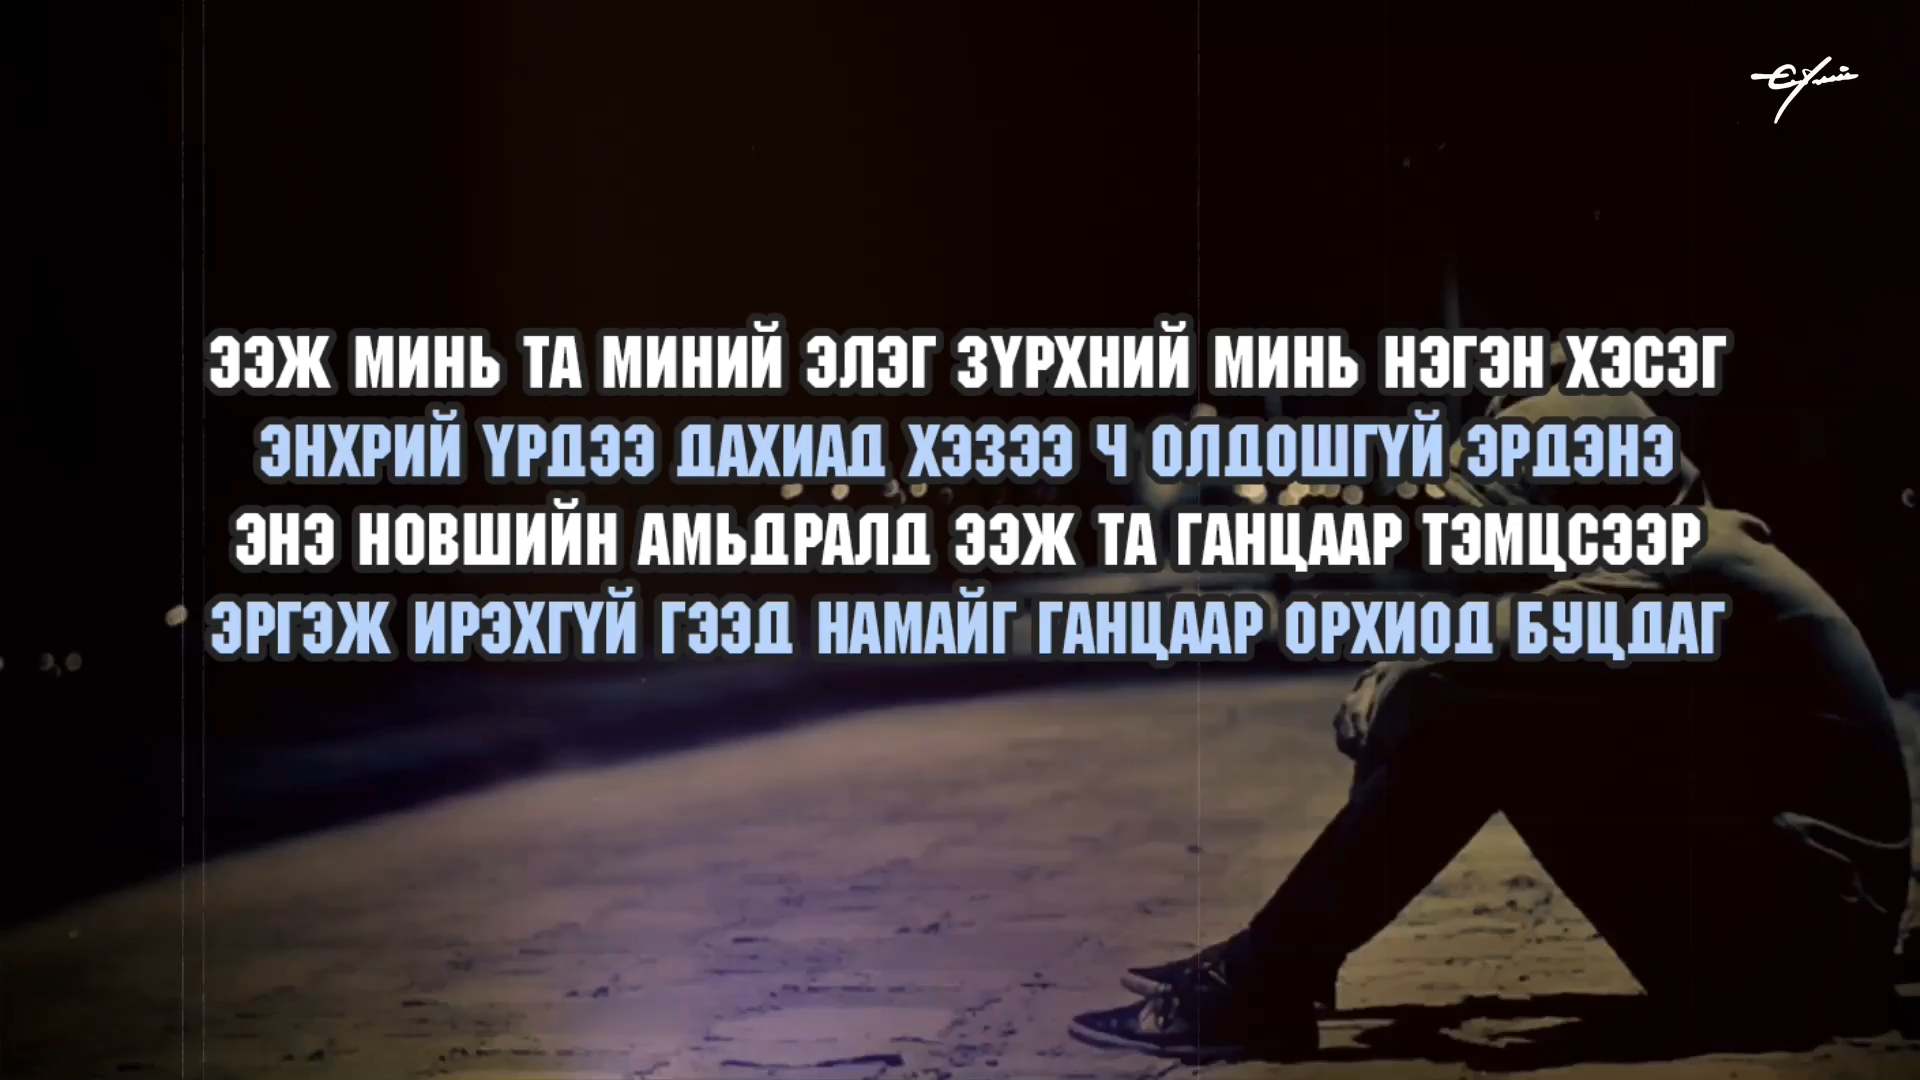 ЭЭЖ МИНЬ ТА МИНИЙ ЭЛЭГ ЗҮРХНИЙ МИНЬ НЭГЭН ХЭСЭГ
ЭНХРИЙ ҮРДЭЭ ДАХИАД ХЭЗЭЭ Ч ОЛДОШГҮЙ ЭРДЭНЭ
ЭНЭ НОВШИЙН АМЬДРАЛД ЭЭЖ ТА ГАНЦААР ТЭМЦСЭЭР
ЭРГЭЖ ИРЭХГҮЙ ГЭЭД НАМАЙГ ГАНЦААР ОРХИОД БУЦДАГ